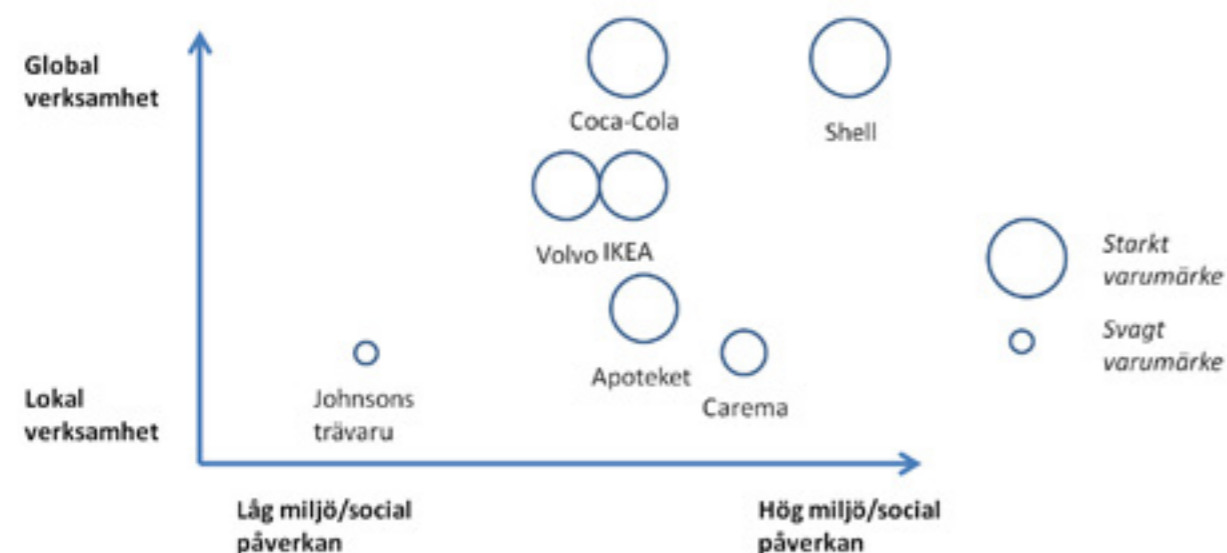 Global
verksamhet
Coca-Cola
Shell
Volvo IKEA
Starkt
varumärke
Apoteket
Svagt
varumärke
Carema
Johnsons
trävaru
Lokal
verksamhet
Låg miljö/social
påverkan
Hög miljö/social
påverkan